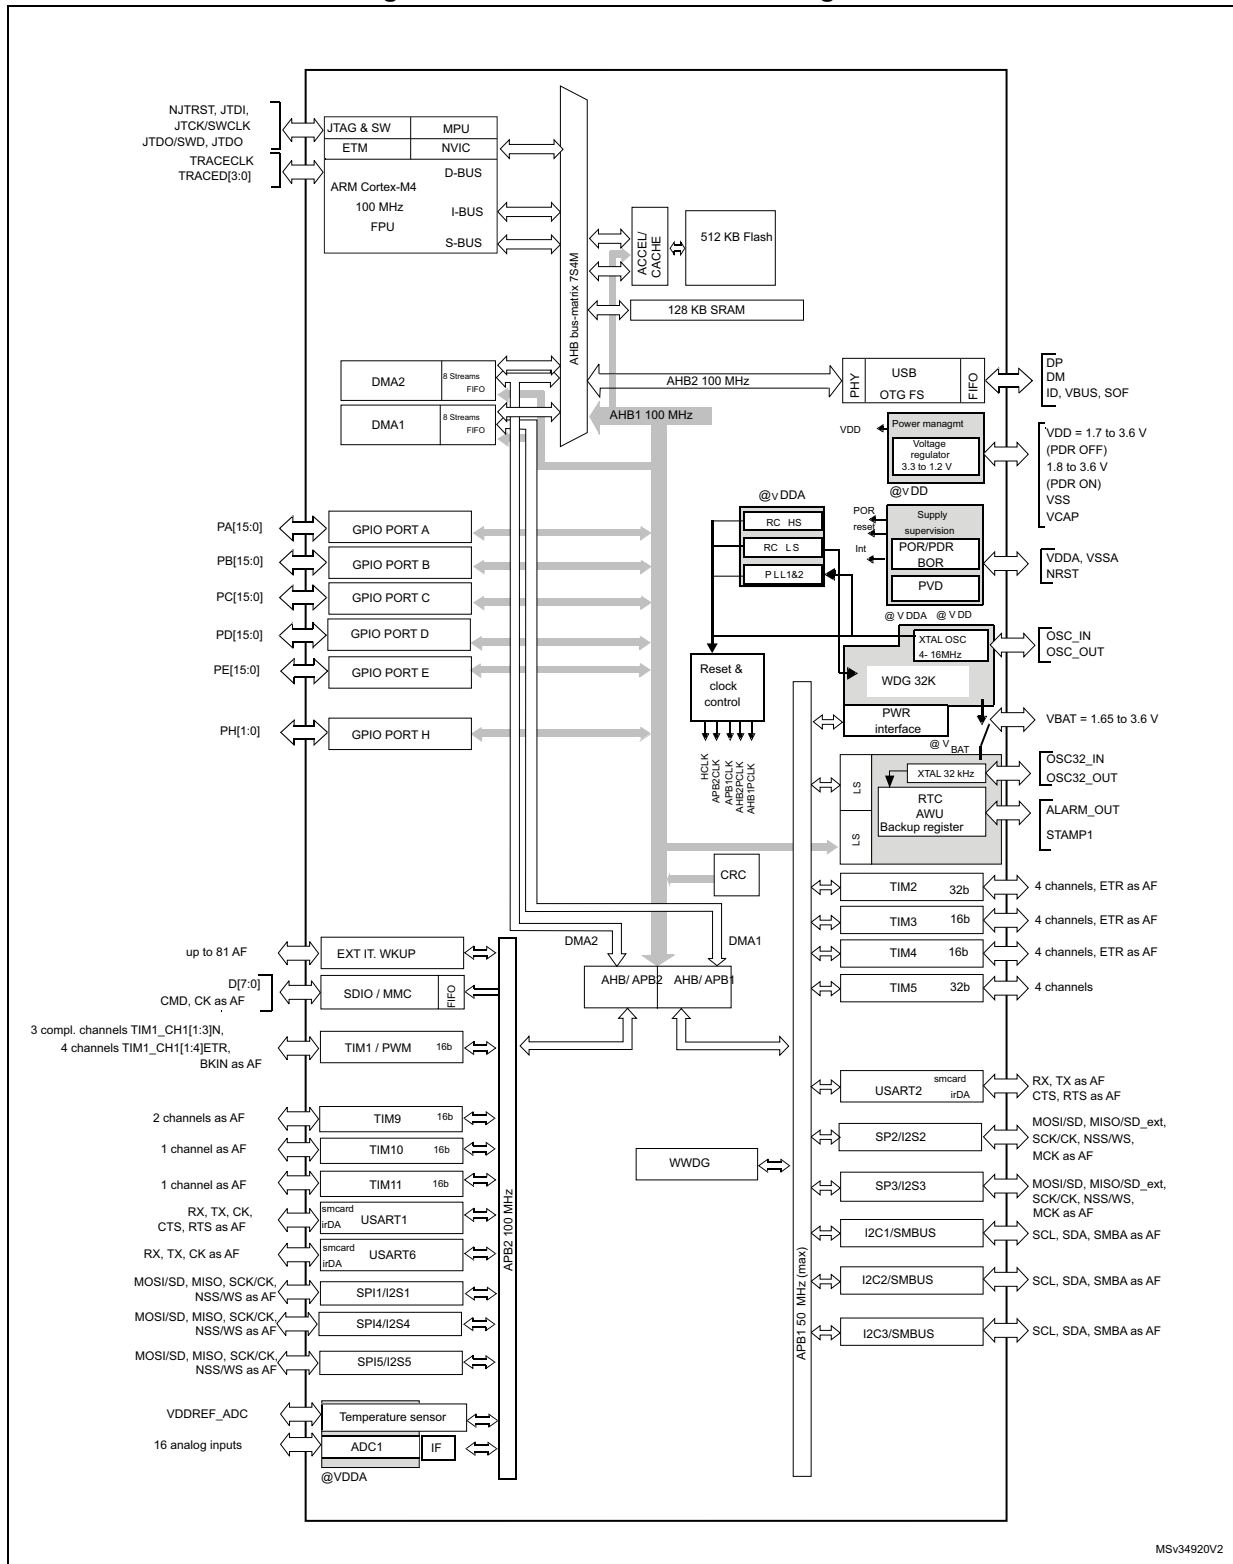 NJTRST, JTDI,
JTCK/SWCLK
JTDO/SWD, JTDO
TRACECLK
TRACED[3:0]
JTAG & SW
MPU
ETM
NVIC
D-BUS
ARM Cortex-M4
100 MHz
FPU
I-BUS
S-BUS
AHB bus-matrix 7S4M
ACCEL/
CACHE
512 KB Flash
128 KB SRAM
DMA2
8 Streams
FIFO
DMA1
8 Streams
FIFO
AHB2 100 MHz
AHB1 100 MHz
PHY
USB
OTG FS
FIFO
DP
DM
ID, VBUS, SOF
VDD
Power managmt
Voltage
regulator
3.3 to 1.2 V
@VDD
VDD = 1.7 to 3.6 V
(PDR OFF)
1.8 to 3.6 V
(PDR ON)
VSS
VCAP
@VDDA
RC HS
RC LS
PLL1&2
POR
reset
Int
Supply
supervision
POR/PDR
BOR
PVD
@VDDA @VDD
VDDA, VSSA
NRST
PA[15:0]
GPIO PORT A
PB[15:0]
GPIO PORT B
PC[15:0]
GPIO PORT C
PD[15:0]
GPIO PORT D
PE[15:0]
GPIO PORT E
PH[1:0]
GPIO PORT H
XTAL OSC
4- 16MHz
OSC_IN
OSC_OUT
WDG 32K
Reset &
clock
control
PWR
interface
VBAT = 1.65 to 3.6 V
@VBAT
HCLK
APB2CLK
APB1CLK
AHB2PCLK
AHB1PCLK
LS
LS
XTAL 32 kHz
OSC32_IN
OSC32_OUT
RTC
AWU
Backup register
ALARM_OUT
STAMP1
CRC
TIM2 32b
4 channels, ETR as AF
TIM3 16b
4 channels, ETR as AF
TIM4 16b
4 channels, ETR as AF
TIM5 32b
4 channels
DMA2
DMA1
AHB/ APB2
AHB/ APB1
up to 81 AF
EXT IT. WKUP
D[7:0]
CMD, CK as AF
SDIO / MMC
FIFO
3 compl. channels TIM1_CH1[1:3]N,
4 channels TIM1_CH1[1:4]ETR,
BKIN as AF
TIM1 / PWM 16b
2 channels as AF
TIM9 16b
1 channel as AF
TIM10 16b
1 channel as AF
TIM11 16b
RX, TX, CK,
CTS, RTS as AF
smcard
irDA
USART1
RX, TX, CK as AF
smcard
irDA
USART6
MOSI/SD, MISO, SCK/CK,
NSS/WS as AF
SPI1/I2S1
MOSI/SD, MISO, SCK/CK,
NSS/WS as AF
SPI4/I2S4
MOSI/SD, MISO, SCK/CK,
NSS/WS as AF
SPI5/I2S5
VDDREF_ADC
Temperature sensor
16 analog inputs
ADC1
IF
@VDDA
APB2 100 MHz
WWDG
APB1 50 MHz (max)
USART2
smcard
irDA
RX, TX as AF
CTS, RTS as AF
SP2/I2S2
MOSI/SD, MISO/SD_ext,
SCK/CK, NSS/WS,
MCK as AF
SP3/I2S3
MOSI/SD, MISO/SD_ext,
SCK/CK, NSS/WS,
MCK as AF
I2C1/SMBUS
SCL, SDA, SMBA as AF
I2C2/SMBUS
SCL, SDA, SMBA as AF
I2C3/SMBUS
SCL, SDA, SMBA as AF
MSv34920V2